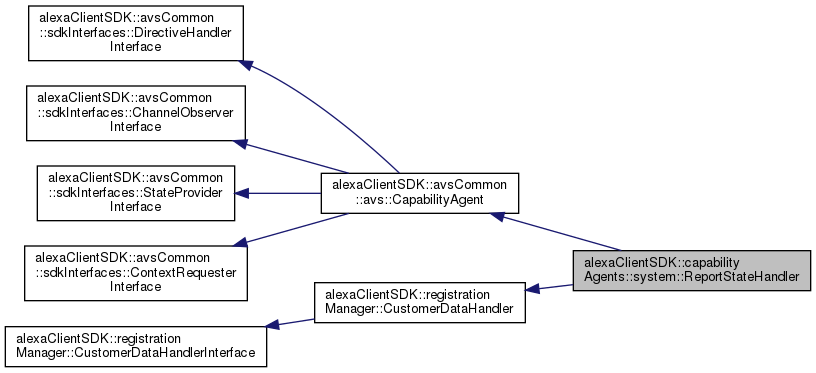 alexaClientSDK::avsCommon
::sdkInterfaces::DirectiveHandler
Interface
alexaClientSDK::avsCommon
::sdkInterfaces::ChannelObserver
Interface
alexaClientSDK::avsCommon
::sdkInterfaces::StateProvider
Interface
alexaClientSDK::avsCommon
::avs::CapabilityAgent
alexaClientSDK::avsCommon
::sdkInterfaces::ContextRequester
Interface
alexaClientSDK::capability
Agents::system::ReportStateHandler
alexaClientSDK::registration
Manager::CustomerDataHandler
alexaClientSDK::registration
Manager::CustomerDataHandlerInterface